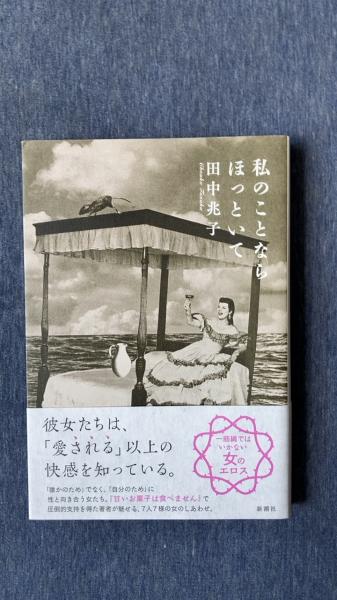 私のことなら
ほっといて
田中兆子
彼女たちは、
「愛される」以上の
快感を知っている。
「誰かのため」でなく、「自分のため」に
性と向き合う女たち。『甘いお菓子は食べません』で
圧倒的支持を得た著者が魅せる、7人7様の女のしあわせ。
一筋縄では
いかない
女の
エロス
新潮社